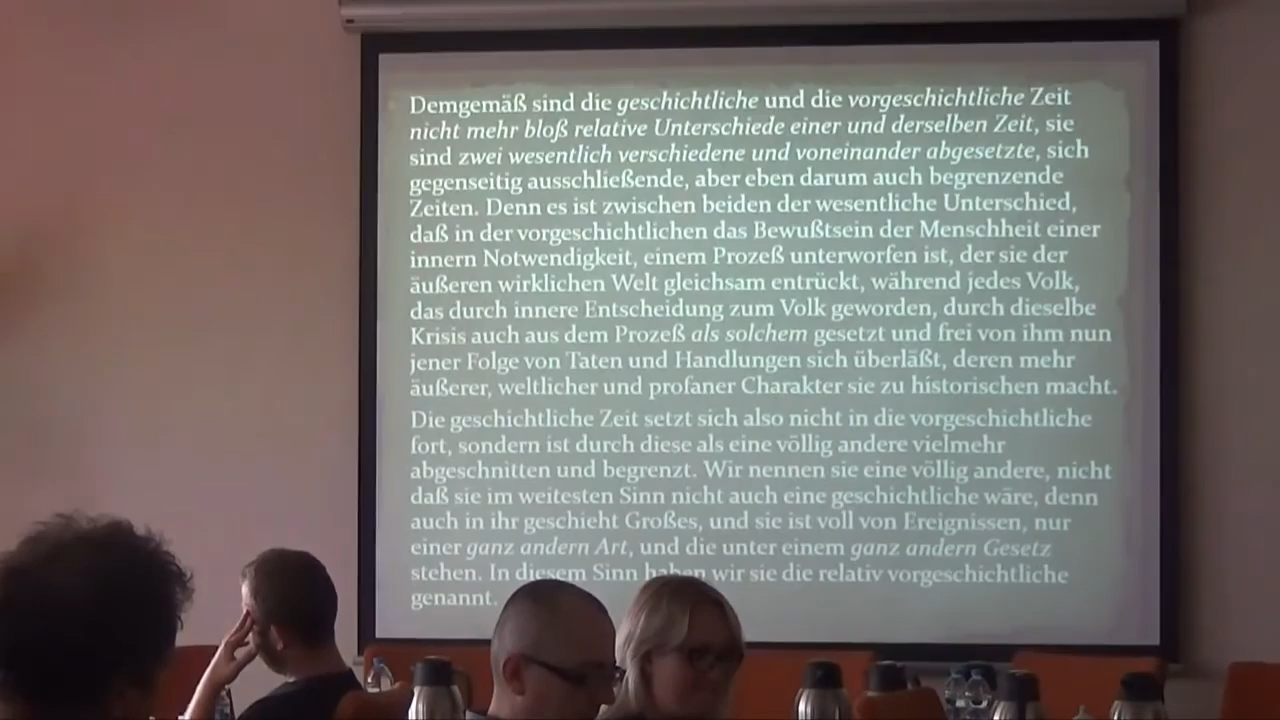 Demgemäß sind die geschichtliche und die vorgeschichtliche Zeit
nicht mehr bloß relative Unterschiede einer und derselben Zeit, sie
sind zwei wesentlich verschiedene und voneinander abgesetzte, sich
gegenseitig ausschließende, aber eben darum auch begrenzende
Zeiten. Denn es ist zwischen beiden der wesentliche Unterschied,
daß in der vorgeschichtlichen das Bewußtsein der Menschheit einer
innern Notwendigkeit, einem Prozeß unterworfen ist, der sie der
äußeren wirklichen Welt gleichsam entrückt, während jedes Volk,
das durch innere Entscheidung zum Volk geworden, durch dieselbe
Krisis auch aus dem Prozeß als solchem gesetzt und frei von ihm nun
jener Folge von Taten und Handlungen sich überläßt, deren mehr
äußerer, weltlicher und profaner Charakter sie zu historischen macht.
Die geschichtliche Zeit setzt sich also nicht in die vorgeschichtliche
fort, sondern ist durch diese als eine völlig andere vielmehr
abgeschnitten und begrenzt. Wir nennen sie eine völlig andere, nicht
daß sie im weitesten Sinn nicht auch eine geschichtliche wäre, denn
auch in ihr geschieht Großes, und sie ist voll von Ereignissen, nur
einer ganz andern Art, und die unter einem ganz andern Gesetz
stehen. In diesem Sinn haben wir sie die relativ vorgeschichtliche
genannt.